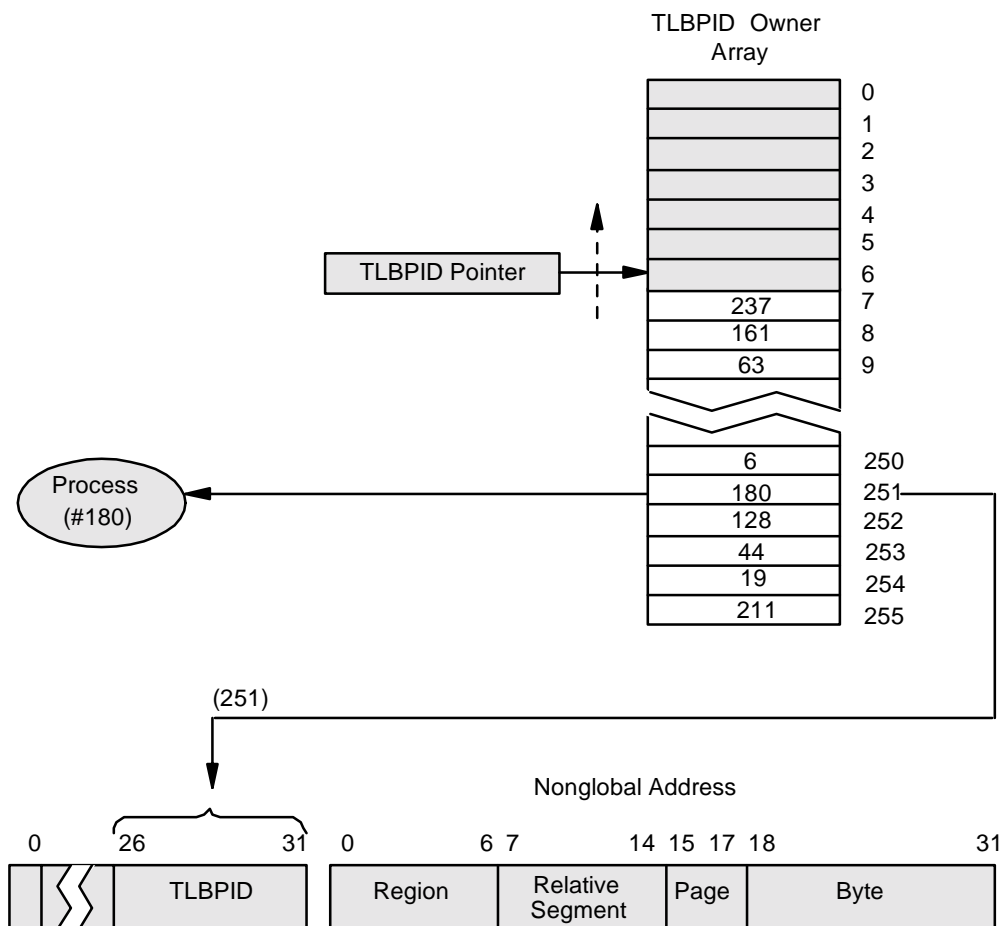 TLBPID Owner
Array
0
1
2
3
4
5
TLBPID Pointer
6
237 7
161 8
63 9
6 250
Process
(#180)
180 251
128 252
44 253
19 254
211 255
(251)
Nonglobal Address
0 26 31 0 6 7 14 15 17 18 31
TLBPID Region Relative
Segment Page Byte